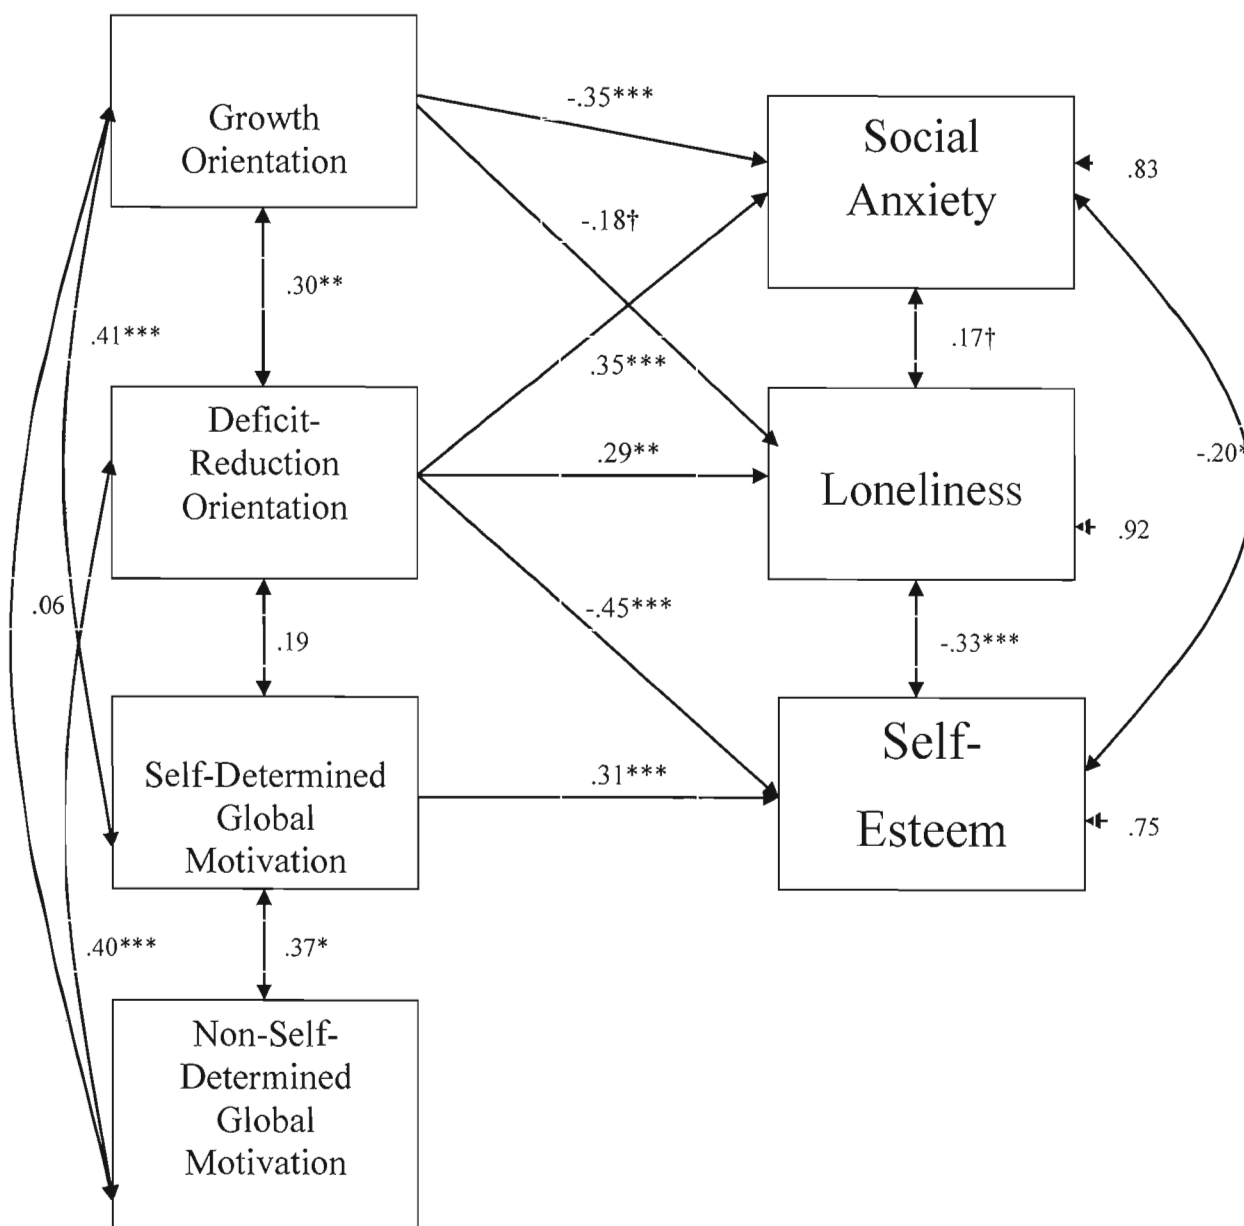 -.35***
Growth
Orientation
Social
Anxiety
.83
-.18†
.30**
.41***
.17†
.35***
Deficit-
Reduction
Orientation
.29**
Loneliness
-.20*
.92
.06
-.45***
.19
-.33***
Self-Determined
Global
Motivation
.31***
Self-
Esteem
.75
.40***
.37*
Non-Self-
Determined
Global
Motivation